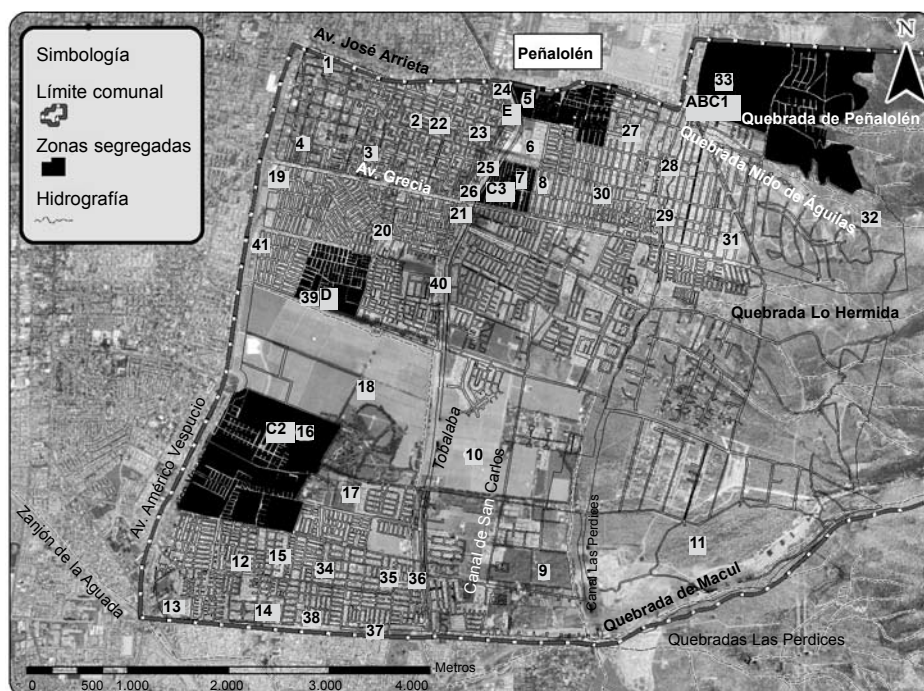 Simbología
Límite comunal
Zonas segregadas
Hidrografía
Av. José Arrieta
Peñalolén
N
1
24
5
E
33
ABC1
Quebrada de Peñalolén
2
22
23
27
6
4
3
Av. Grecia
25
28
Quebrada Nido de Águilas
19
26
C3
7
8
30
21
29
32
20
31
41
40
39
D
Quebrada Lo Hermida
18
C2
16
Tobalaba
10
Av. Américo Vespucio
17
Canal de San Carlos
Zanjón de la Aguada
Canal Las Perdices
11
12
15
34
35
36
9
Quebrada de Macul
13
14
38
37
Quebradas Las Perdices
Metros
0 500 1.000 2.000 3.000 4.000